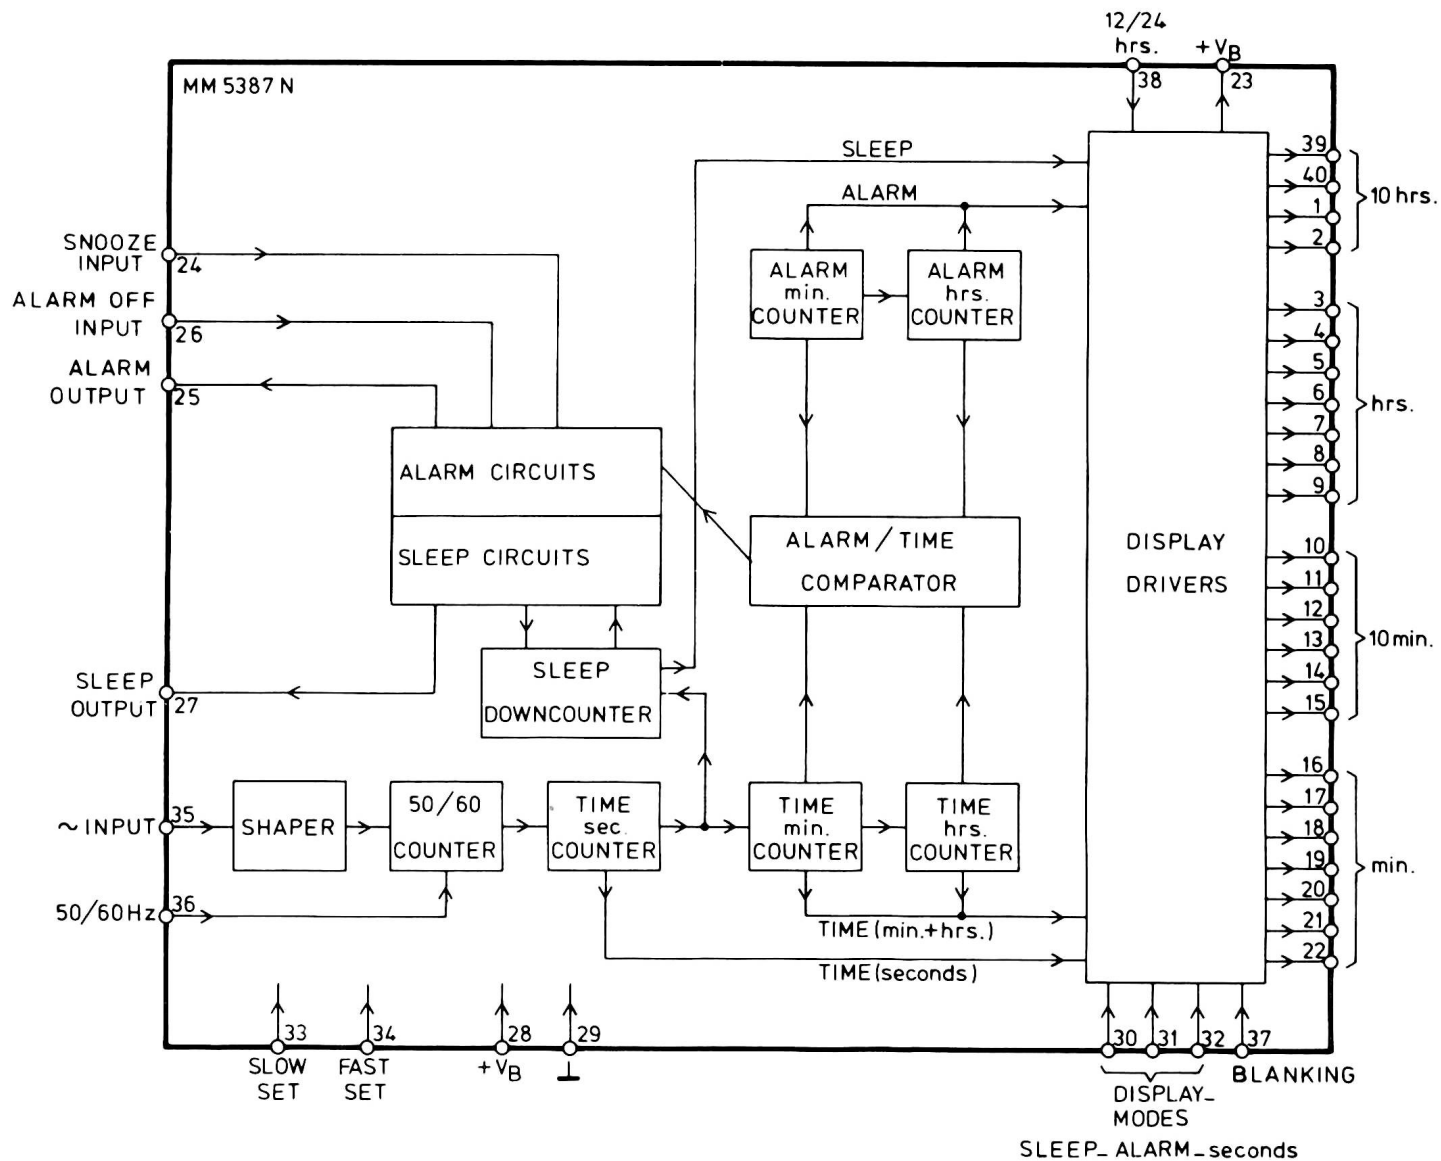 12/24
hrs.
+VB
38
23
MM 5387 N
SLEEP
ALARM
39
40
1
2
10 hrs.
SNOOZE
INPUT
24
ALARM OFF
INPUT
26
ALARM
OUTPUT
25
ALARM
min.
COUNTER
ALARM
hrs.
COUNTER
3
4
5
6
7
8
9
hrs.
ALARM CIRCUITS
SLEEP CIRCUITS
ALARM / TIME
COMPARATOR
DISPLAY
DRIVERS
10
11
12
13
14
15
10 min.
SLEEP
DOWNCOUNTER
SLEEP
OUTPUT
27
~ INPUT
35
SHAPER
50/60
COUNTER
TIME
sec.
COUNTER
TIME
min.
COUNTER
TIME
hrs.
COUNTER
16
17
18
19
20
21
22
min.
50/60Hz
36
TIME (min.+hrs.)
TIME (seconds)
33
34
28
29
30
31
32
37
SLOW
SET
FAST
SET
+VB
BLANKING
DISPLAY_
MODES
SLEEP_ ALARM_seconds